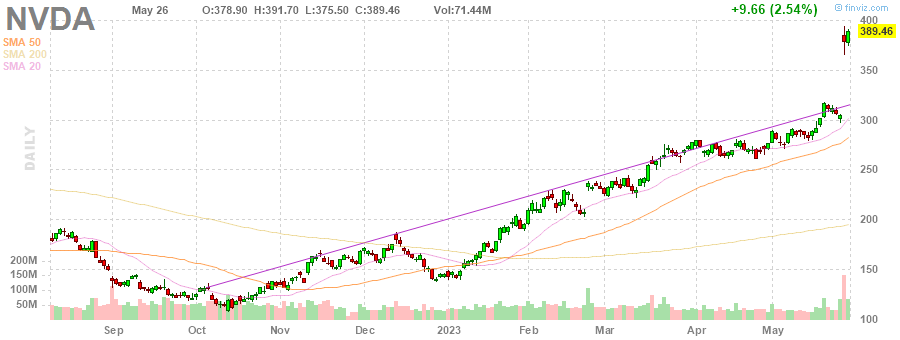 NVDA
May 26 O:378.90 H:391.70 L:375.50 C:389.46 Vol:71.44M +9.66 (2.54%)
© finviz.com
SMA 50
SMA 200
SMA 20
DAILY
400
389.46
350
300
250
200
150
100
200M
150M
100M
50M
Sep Oct Nov Dec 2023 Feb Mar Apr May